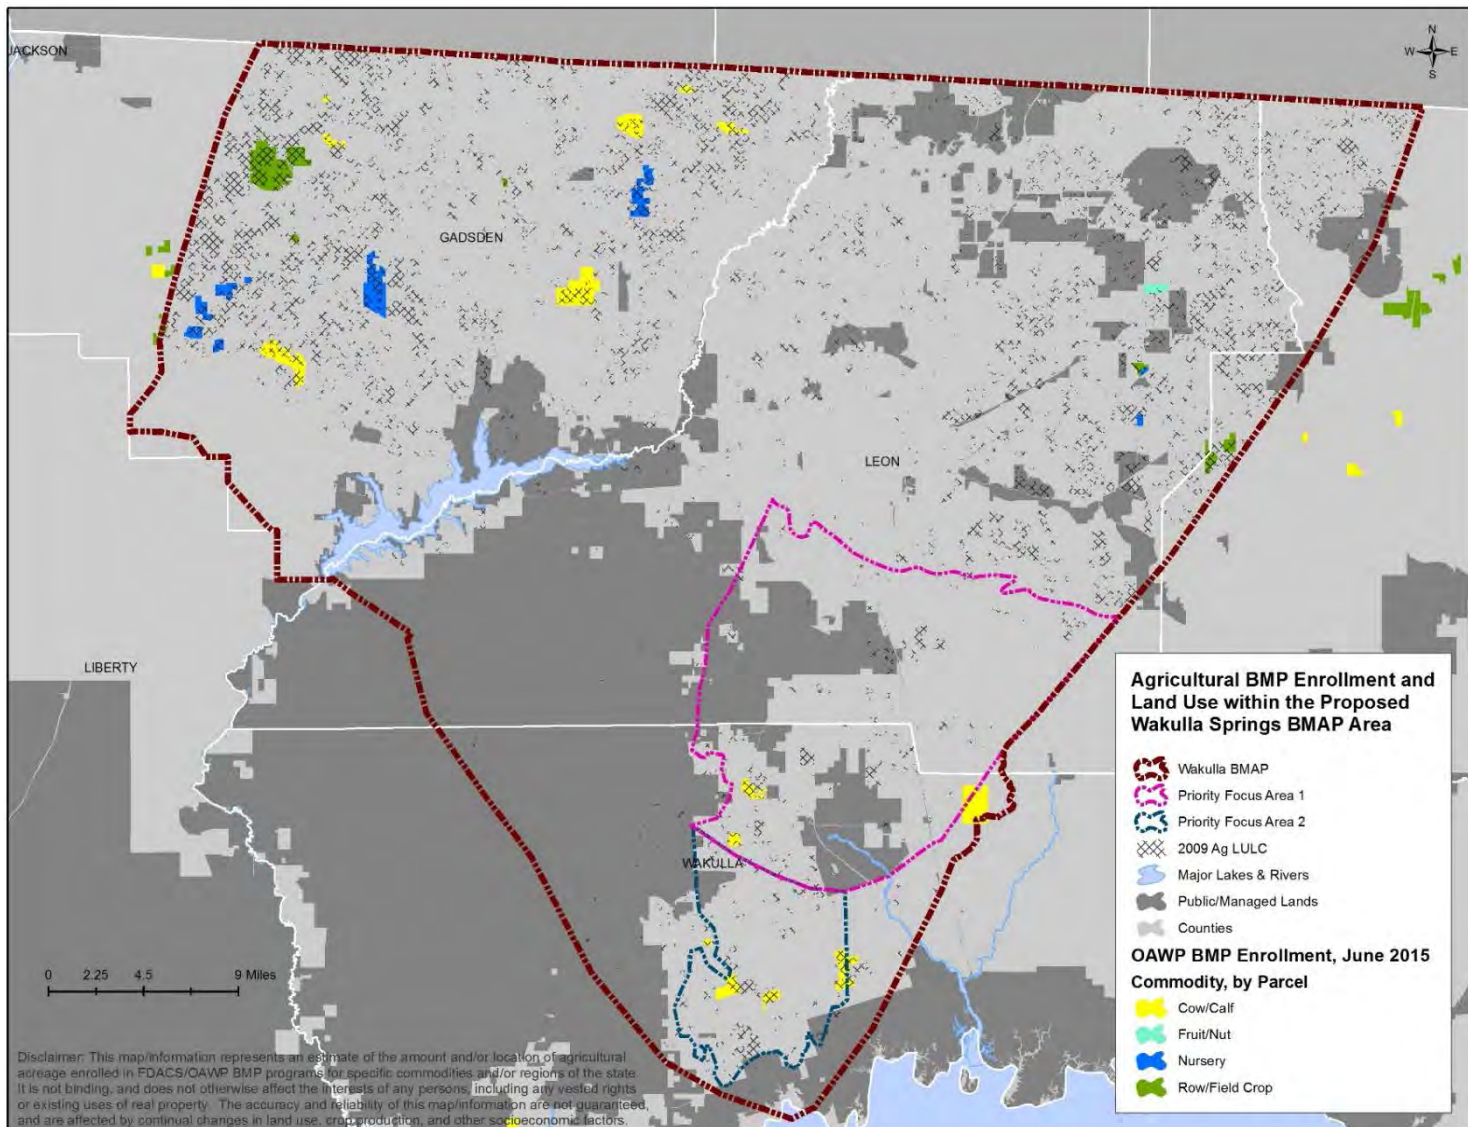 JACKSON
N
W E
S
GADSDEN
LEON
LIBERTY
WAKULLA
0 2.25 4.5 9 Miles
Disclaimer: This map/information represents an estimate of the amount and/or location of agricultural
acreage enrolled in FDACS/OAWP BMP programs for specific commodities and/or regions of the state.
It is not binding, and does not otherwise affect the interests of any persons, including any vested rights
or existing uses of real property. The accuracy and reliability of this map/information are not guaranteed,
and are affected by continual changes in land use, crop production, and other socioeconomic factors.
Agricultural BMP Enrollment and
Land Use within the Proposed
Wakulla Springs BMAP Area
Wakulla BMAP
Priority Focus Area 1
Priority Focus Area 2
2009 Ag LULC
Major Lakes & Rivers
Public/Managed Lands
Counties
OAWP BMP Enrollment, June 2015
Commodity, by Parcel
Cow/Calf
Fruit/Nut
Nursery
Row/Field Crop